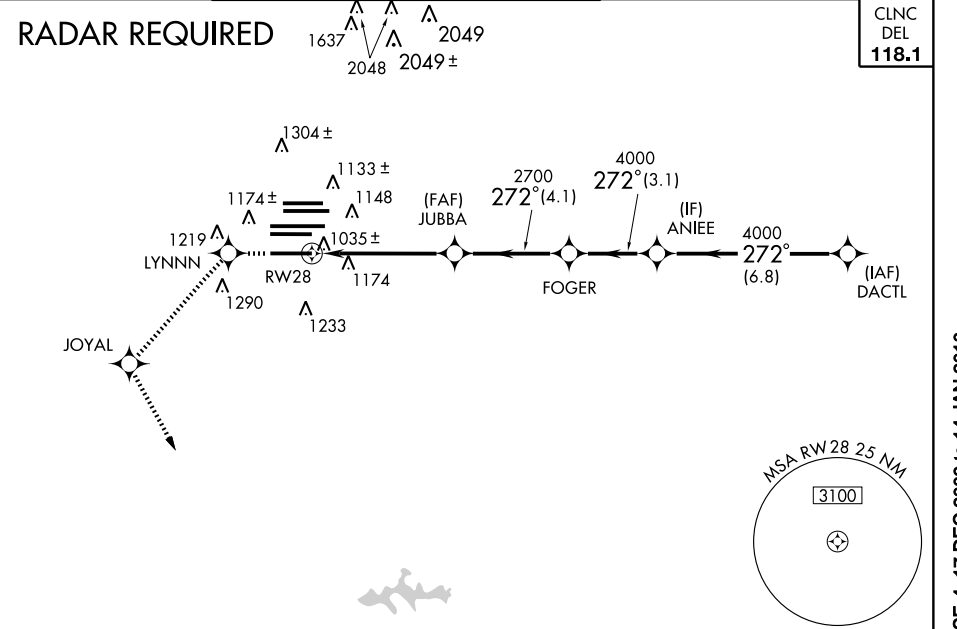 RADAR REQUIRED
1637
2048
2049
2049 ±
CLNC
DEL
118.1
1304 ±
1133 ±
1174 ±
1148
1219
1035 ±
LYNNN
RW28
1174
1290
1233
JOYAL
(FAF)
JUBBA
2700
272°(4.1)
4000
272°(3.1)
(IF)
ANIEE
FOGER
4000
272°
(6.8)
(IAF)
DACTL
MSA RW28 25 NM
3100